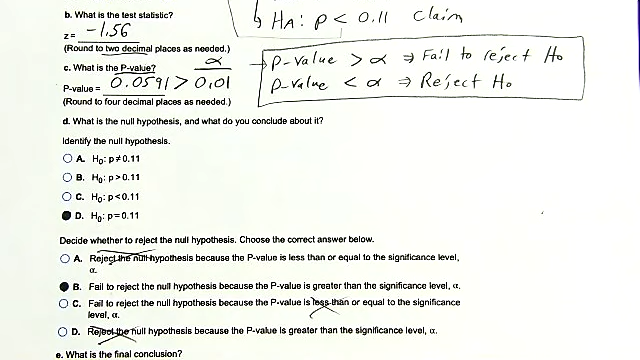 b. What is the test statistic?
↳ HA: p < 0.11 Claim
z = -1.56
(Round to two decimal places as needed.)
α
→ P-value > α ⇒ Fail to reject Ho
c. What is the P-value?
P-value = 0.0591 > 0.01
P-value < α ⇒ Reject Ho
(Round to four decimal places as needed.)
d. What is the null hypothesis, and what do you conclude about it?
Identify the null hypothesis.
A. H0: p≠0.11
B. H0: p>0.11
C. H0: p<0.11
D. H0: p=0.11
Decide whether to reject the null hypothesis. Choose the correct answer below.
A. Reject the null hypothesis because the P-value is less than or equal to the significance level,
α.
B. Fail to reject the null hypothesis because the P-value is greater than the significance level, α.
C. Fail to reject the null hypothesis because the P-value is less than or equal to the significance
level, α.
D. Reject the null hypothesis because the P-value is greater than the significance level, α.
e. What is the final conclusion?